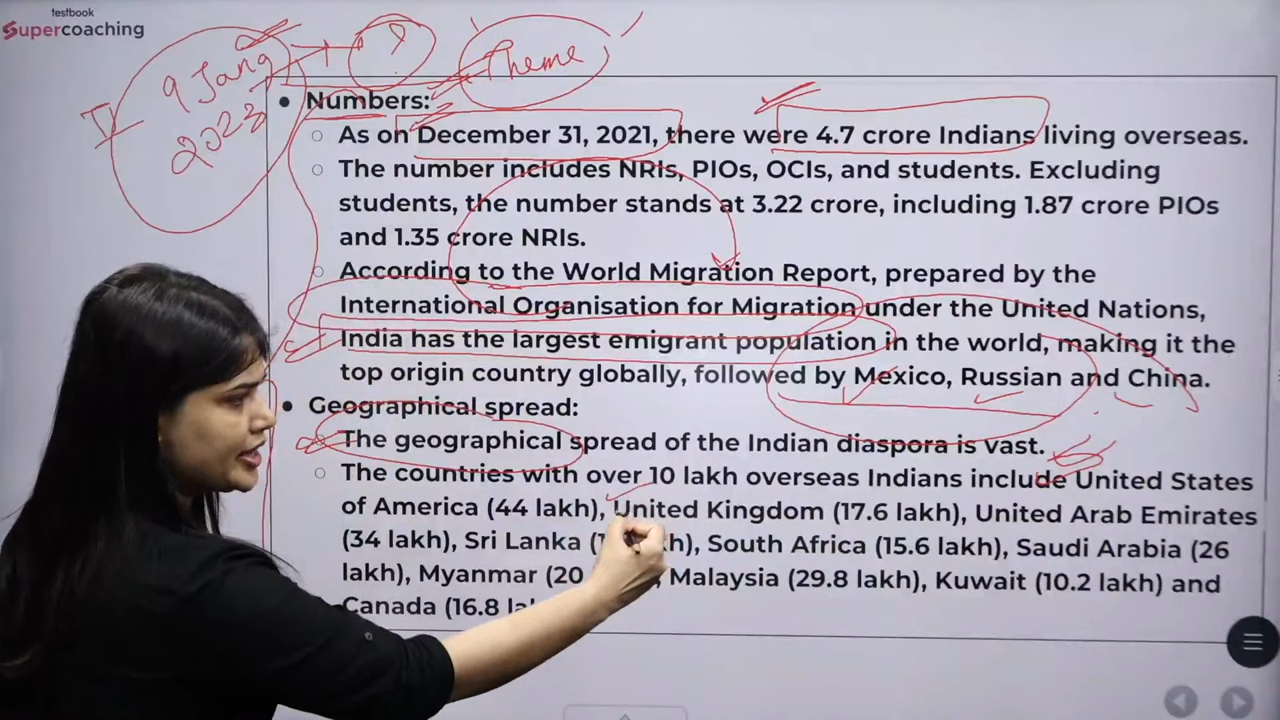 testbook
Supercoaching
9 Jan
2023
Theme
Numbers:
As on December 31, 2021, there were 4.7 crore Indians living overseas.
The number includes NRIs, PIOs, OCIs, and students. Excluding
students, the number stands at 3.22 crore, including 1.87 crore PIOs
and 1.35 crore NRIs.
According to the World Migration Report, prepared by the
International Organisation for Migration under the United Nations,
India has the largest emigrant population in the world, making it the
top origin country globally, followed by Mexico, Russian and China.
Geographical spread:
The geographical spread of the Indian diaspora is vast.
The countries with over 10 lakh overseas Indians include United States
of America (44 lakh), United Kingdom (17.6 lakh), United Arab Emirates
(34 lakh), Sri Lanka South Africa (15.6 lakh), Saudi Arabia (26
lakh), Myanmar (20 Malaysia (29.8 lakh), Kuwait (10.2 lakh) and
Canada (16.8